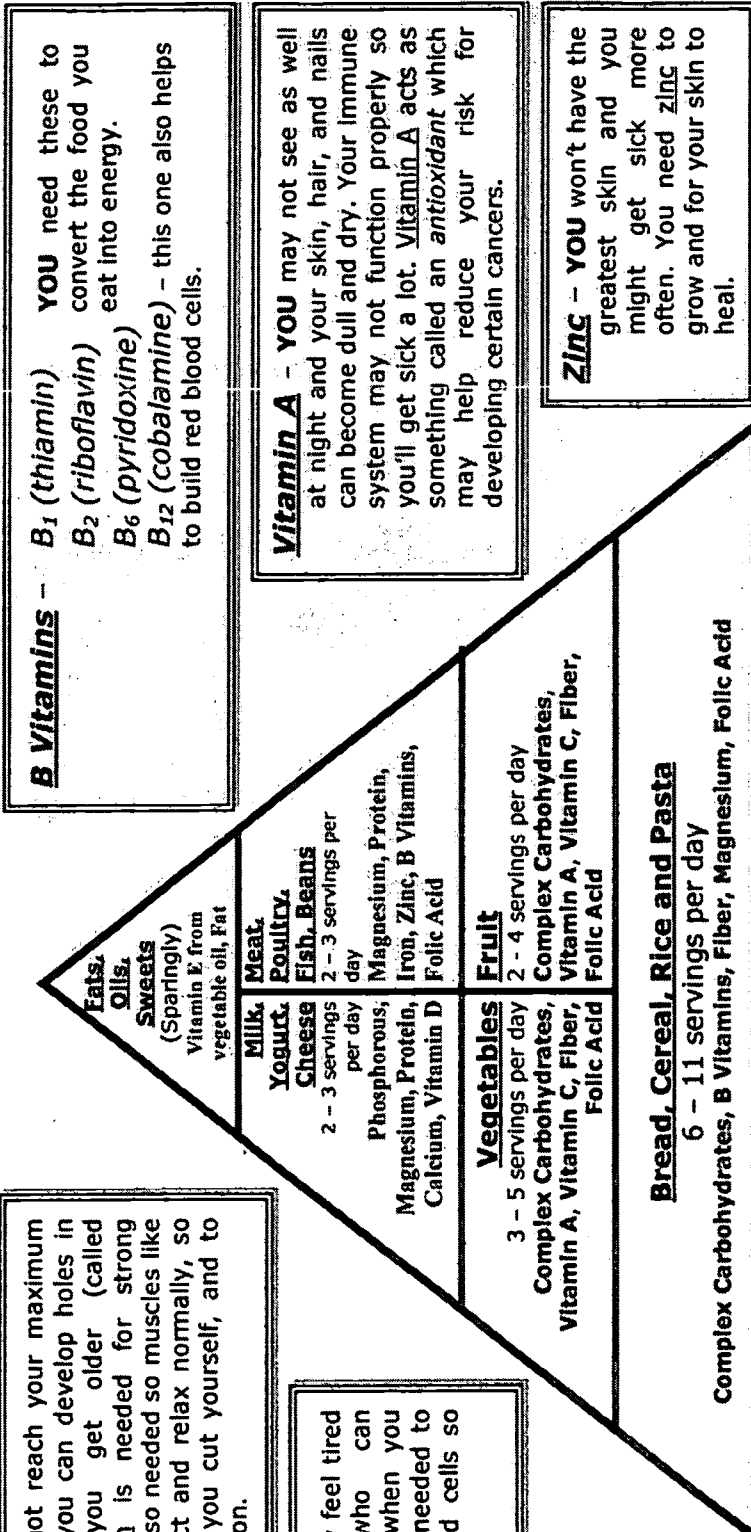 ot reach your maximum
you can develop holes in
you get older (called
is needed for strong
so needed so muscles like
ct and relax normally, so
you cut yourself, and to
on.
feel tired
who can
when you
needed to
d cells so
Fats,
Oils,
Sweets
(Sparingly)
Vitamin E from
vegetable oil, Fat
Milk,
Yogurt,
Cheese
2 – 3 servings
per day
Phosphorous,
Magnesium, Protein,
Calcium, Vitamin D
Meat,
Poultry,
Fish, Beans
2 – 3 servings per
day
Magnesium, Protein,
Iron, Zinc, B Vitamins,
Folic Acid
Vegetables
3 – 5 servings per day
Complex Carbohydrates,
Vitamin A, Vitamin C, Fiber,
Folic Acid
Fruit
2 - 4 servings per day
Complex Carbohydrates,
Vitamin A, Vitamin C, Fiber,
Folic Acid
Bread, Cereal, Rice and Pasta
6 – 11 servings per day
Complex Carbohydrates, B Vitamins, Fiber, Magnesium, Folic Acid
B Vitamins – B1 (thiamin) YOU need these to
B2 (riboflavin) convert the food you
B6 (pyridoxine) eat into energy.
B12 (cobalamine) – this one also helps
to build red blood cells.
Vitamin A – YOU may not see as well
at night and your skin, hair, and nails
can become dull and dry. Your immune
system may not function properly so
you'll get sick a lot. Vitamin A acts as
something called an antioxidant which
may help reduce your risk for
developing certain cancers.
Zinc – YOU won't have the
greatest skin and you
might get sick more
often. You need zinc to
grow and for your skin to
heal.